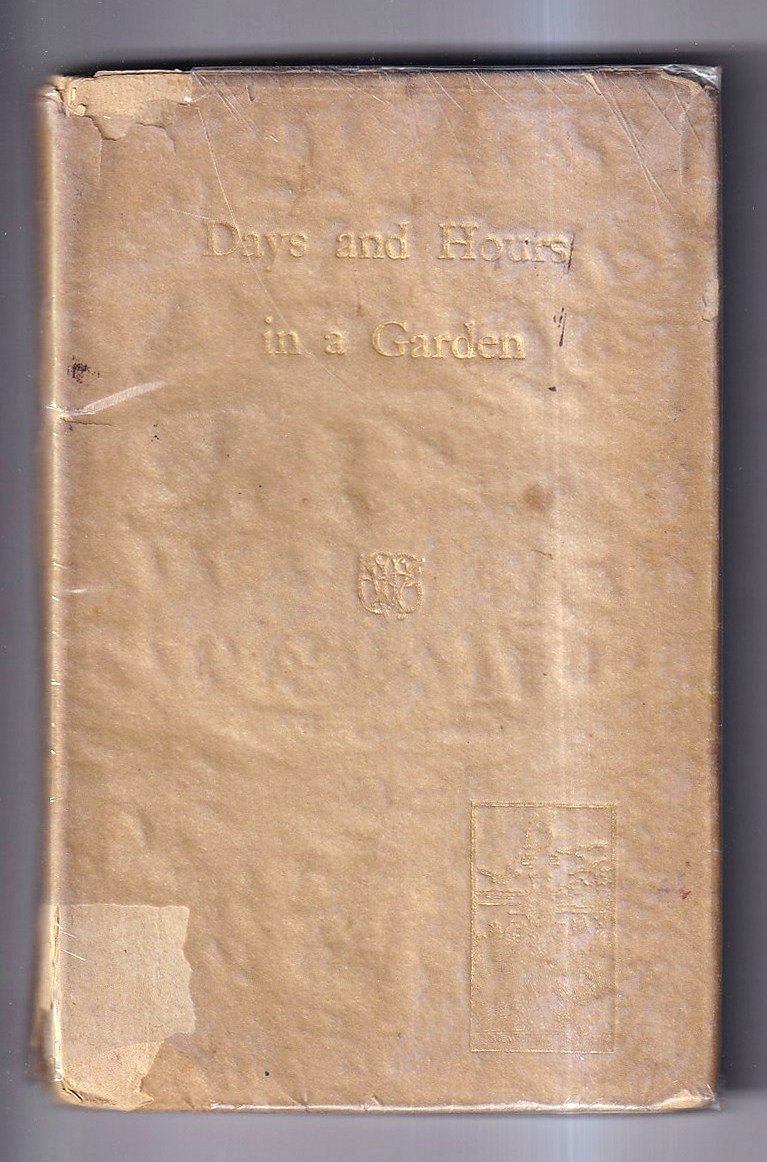 Days and Hours
in a Garden